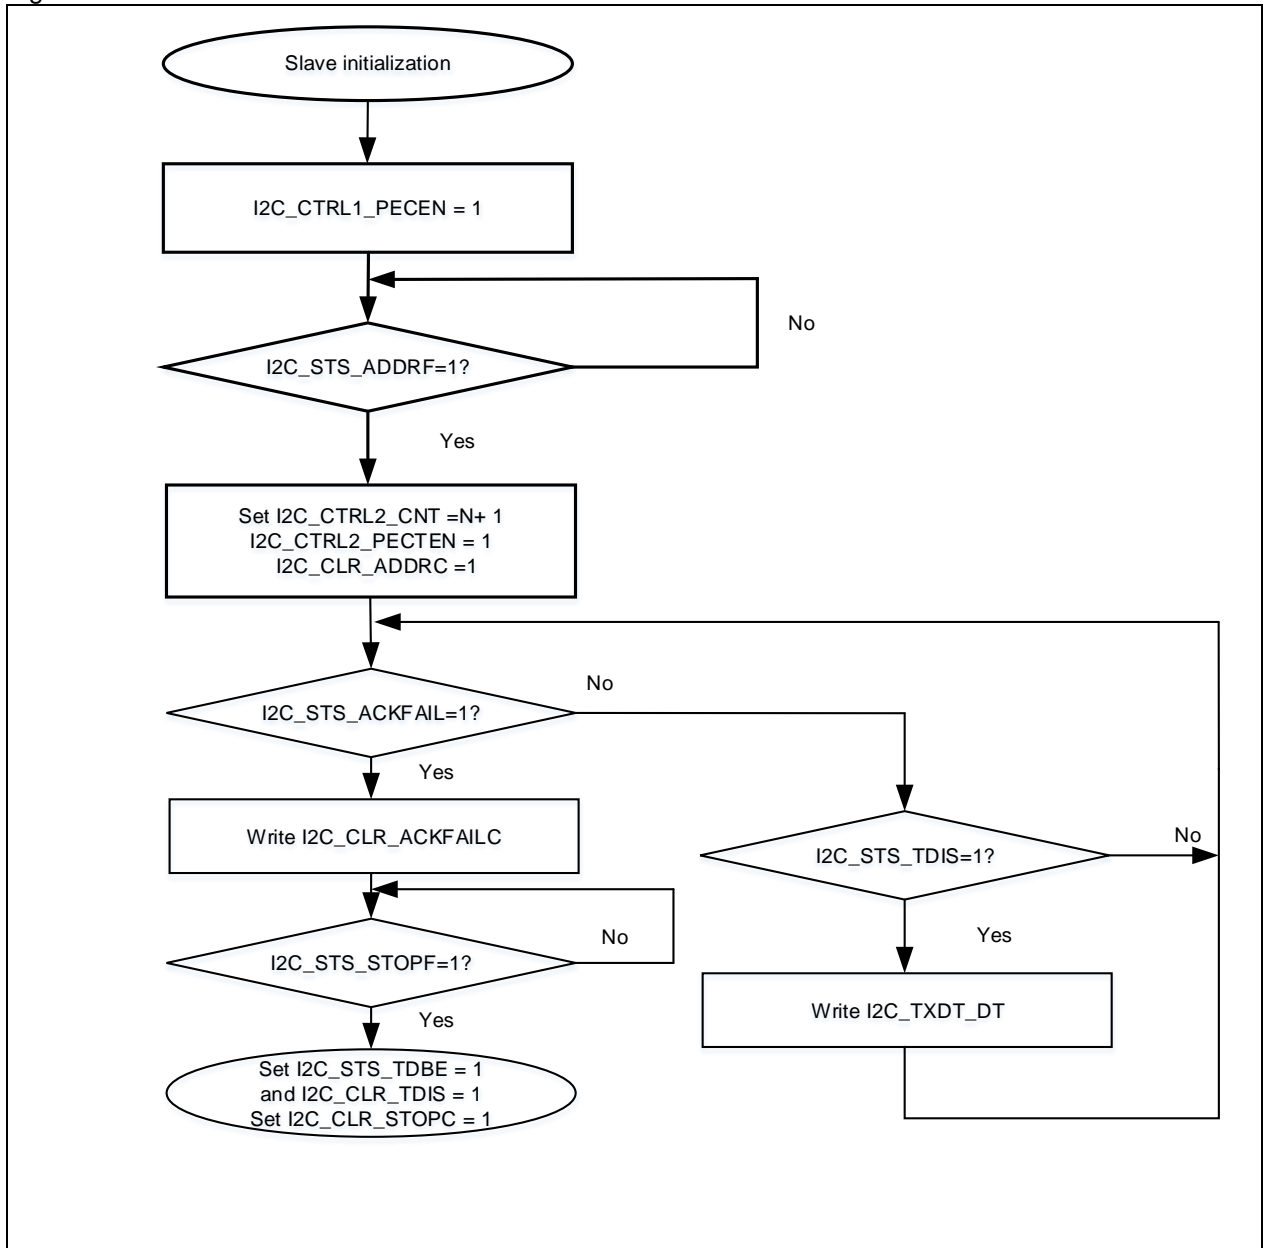 Slave initialization
I2C_CTRL1_PECEN = 1
No
I2C_STS_ADDRF=1?
Yes
Set I2C_CTRL2_CNT =N+ 1
I2C_CTRL2_PECTEN = 1
I2C_CLR_ADDRC =1
No
I2C_STS_ACKFAIL=1?
Yes
Write I2C_CLR_ACKFAILC
No
I2C_STS_TDIS=1?
No
I2C_STS_STOPF=1?
Yes
Write I2C_TXDT_DT
Yes
Set I2C_STS_TDBE = 1
and I2C_CLR_TDIS = 1
Set I2C_CLR_STOPC = 1